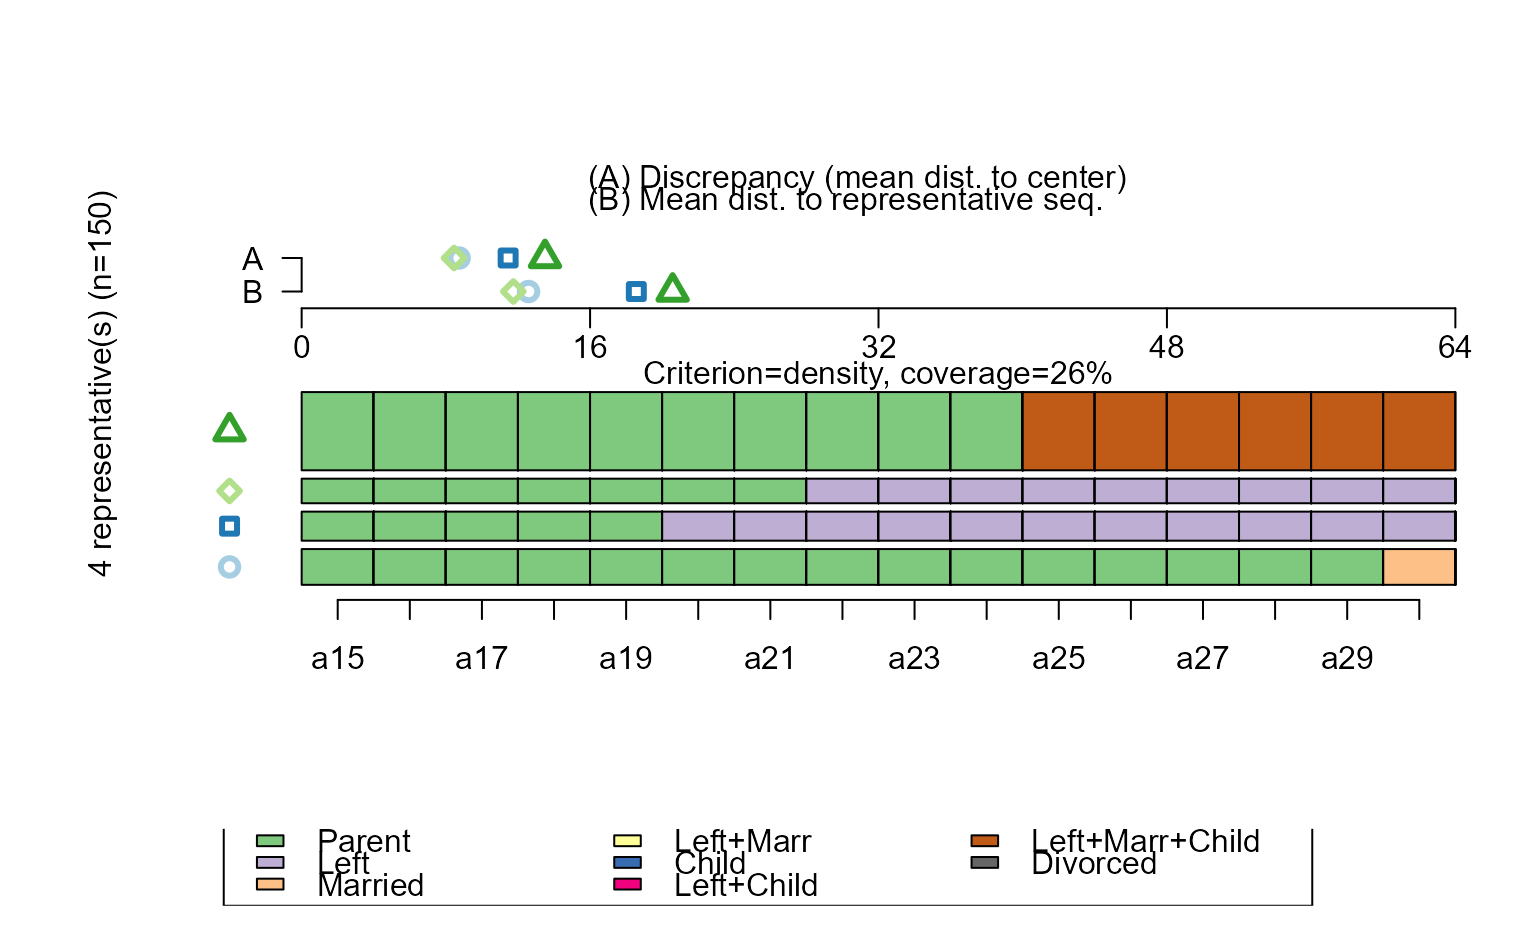 (A) Discrepancy (mean dist. to center)
(B) Mean dist. to representative seq.
4 representative(s) (n=150)
A
B
0 16 32 48 64
Criterion=density, coverage=26%
a15 a17 a19 a21 a23 a25 a27 a29
Parent Left+Marr Left+Marr+Child
Left Child Divorced
Married Left+Child